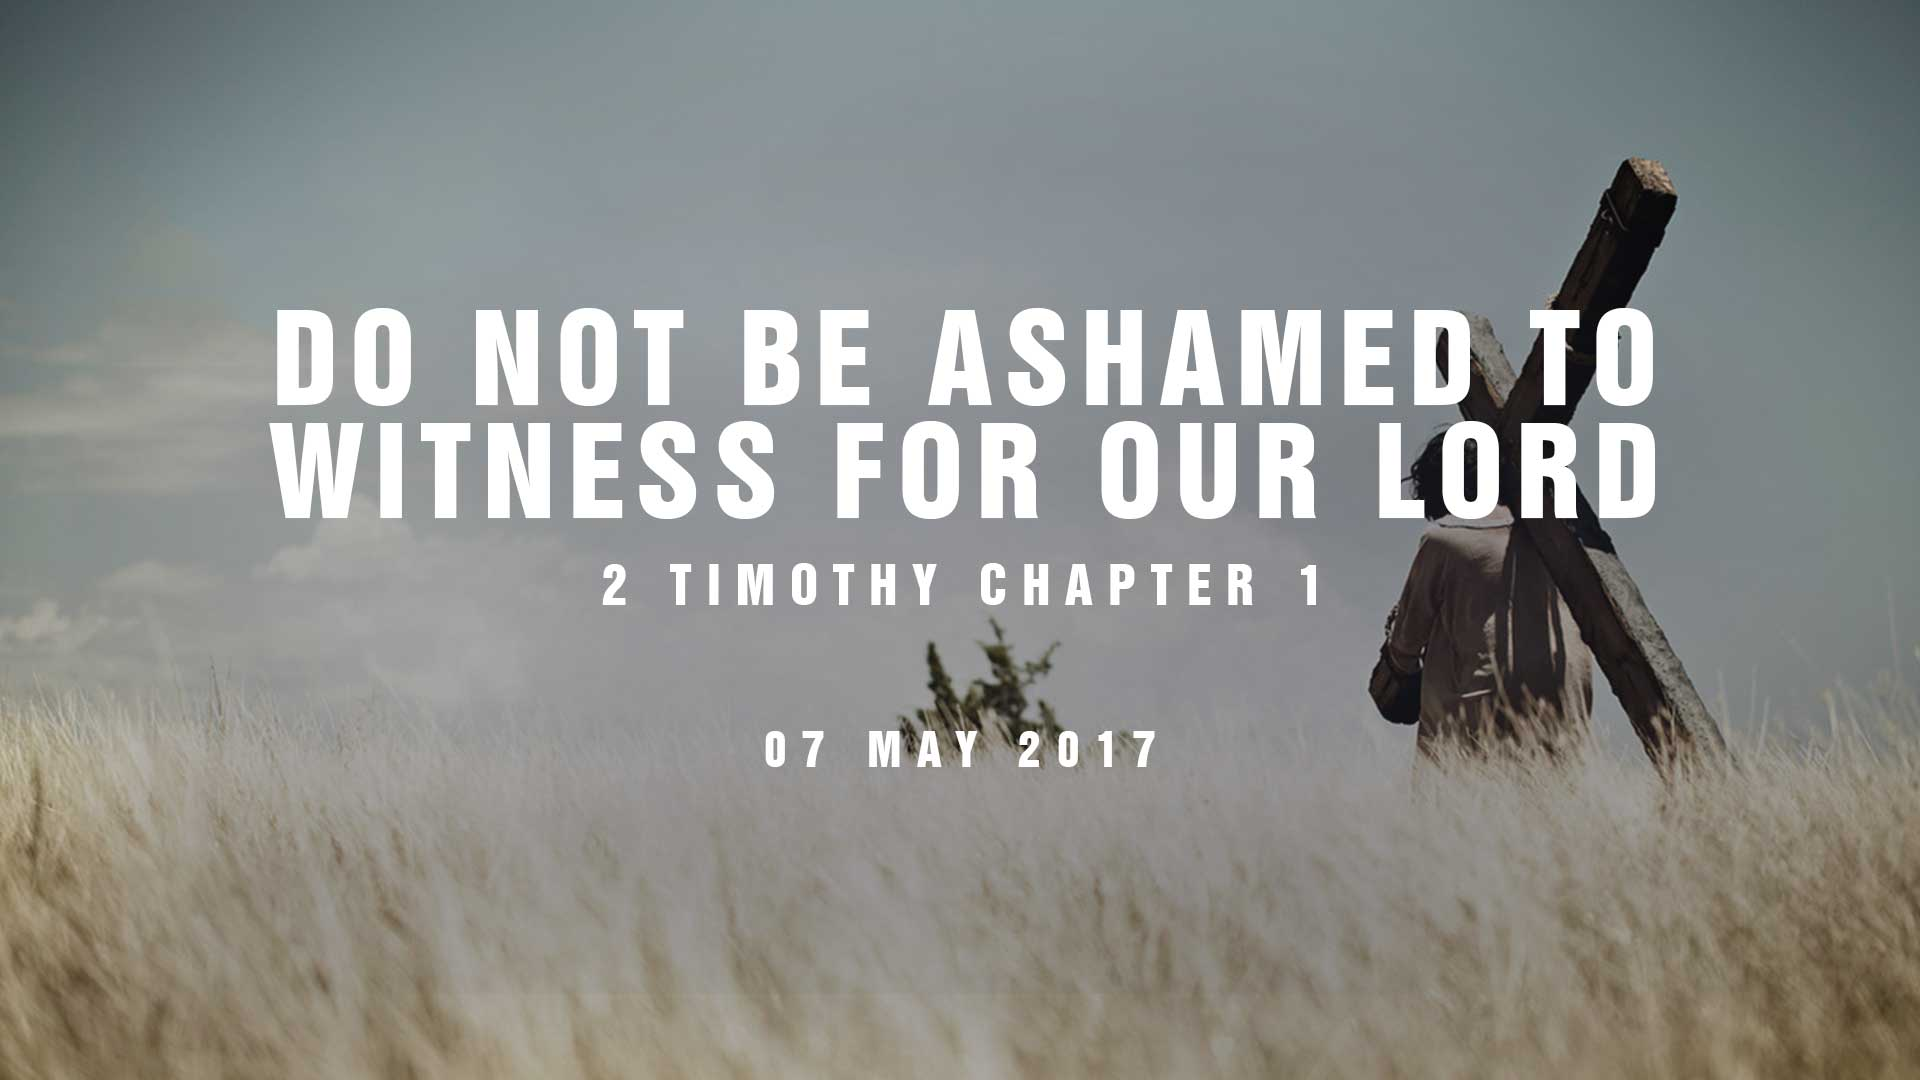 DO NOT BE ASHAMED TO
WITNESS FOR OUR LORD
2 TIMOTHY CHAPTER 1
07 MAY 2017